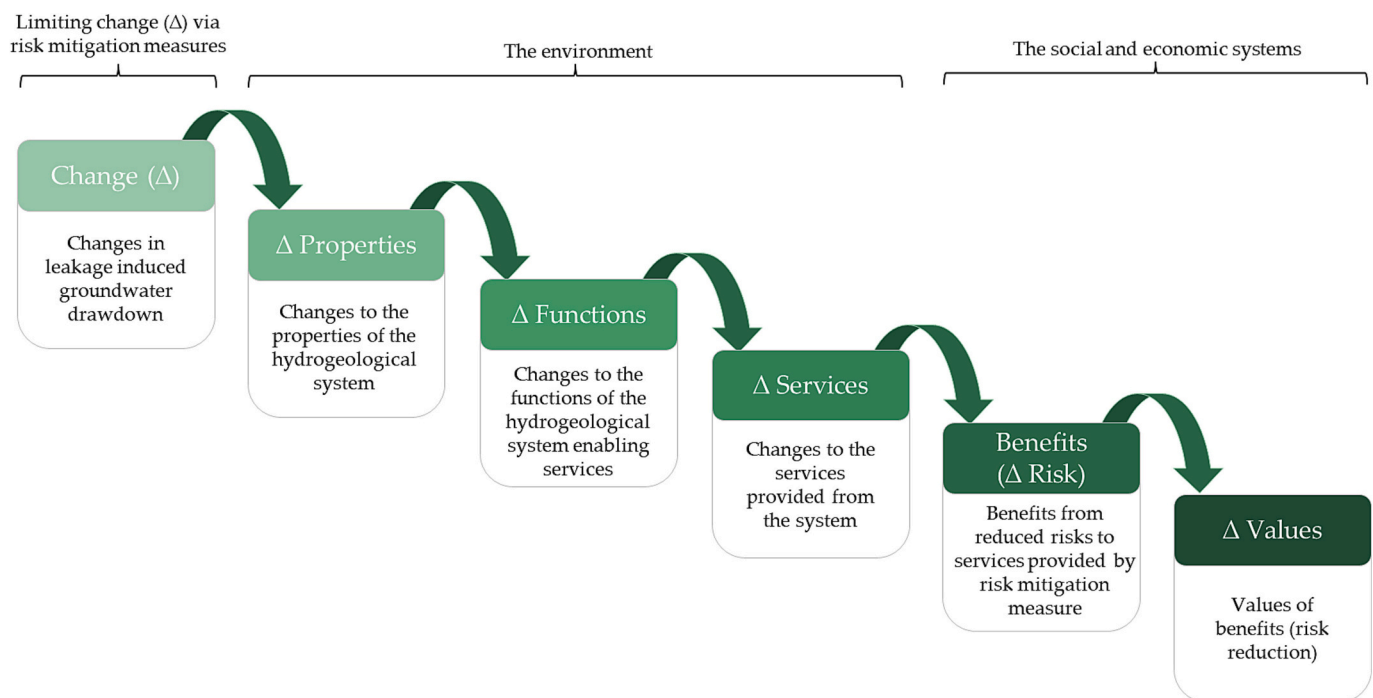 Limiting change (Δ) via
risk mitigation measures
The environment
The social and economic systems
Change (Δ)
Changes in
leakage induced
groundwater
drawdown
Δ Properties
Changes to the
properties of the
hydrogeological
system
Δ Functions
Changes to the
functions of the
hydrogeological
system enabling
services
Δ Services
Changes to the
services
provided from
the system
Benefits
(Δ Risk)
Benefits from
reduced risks to
services provided by
risk mitigation
measure
Δ Values
Values of
benefits (risk
reduction)